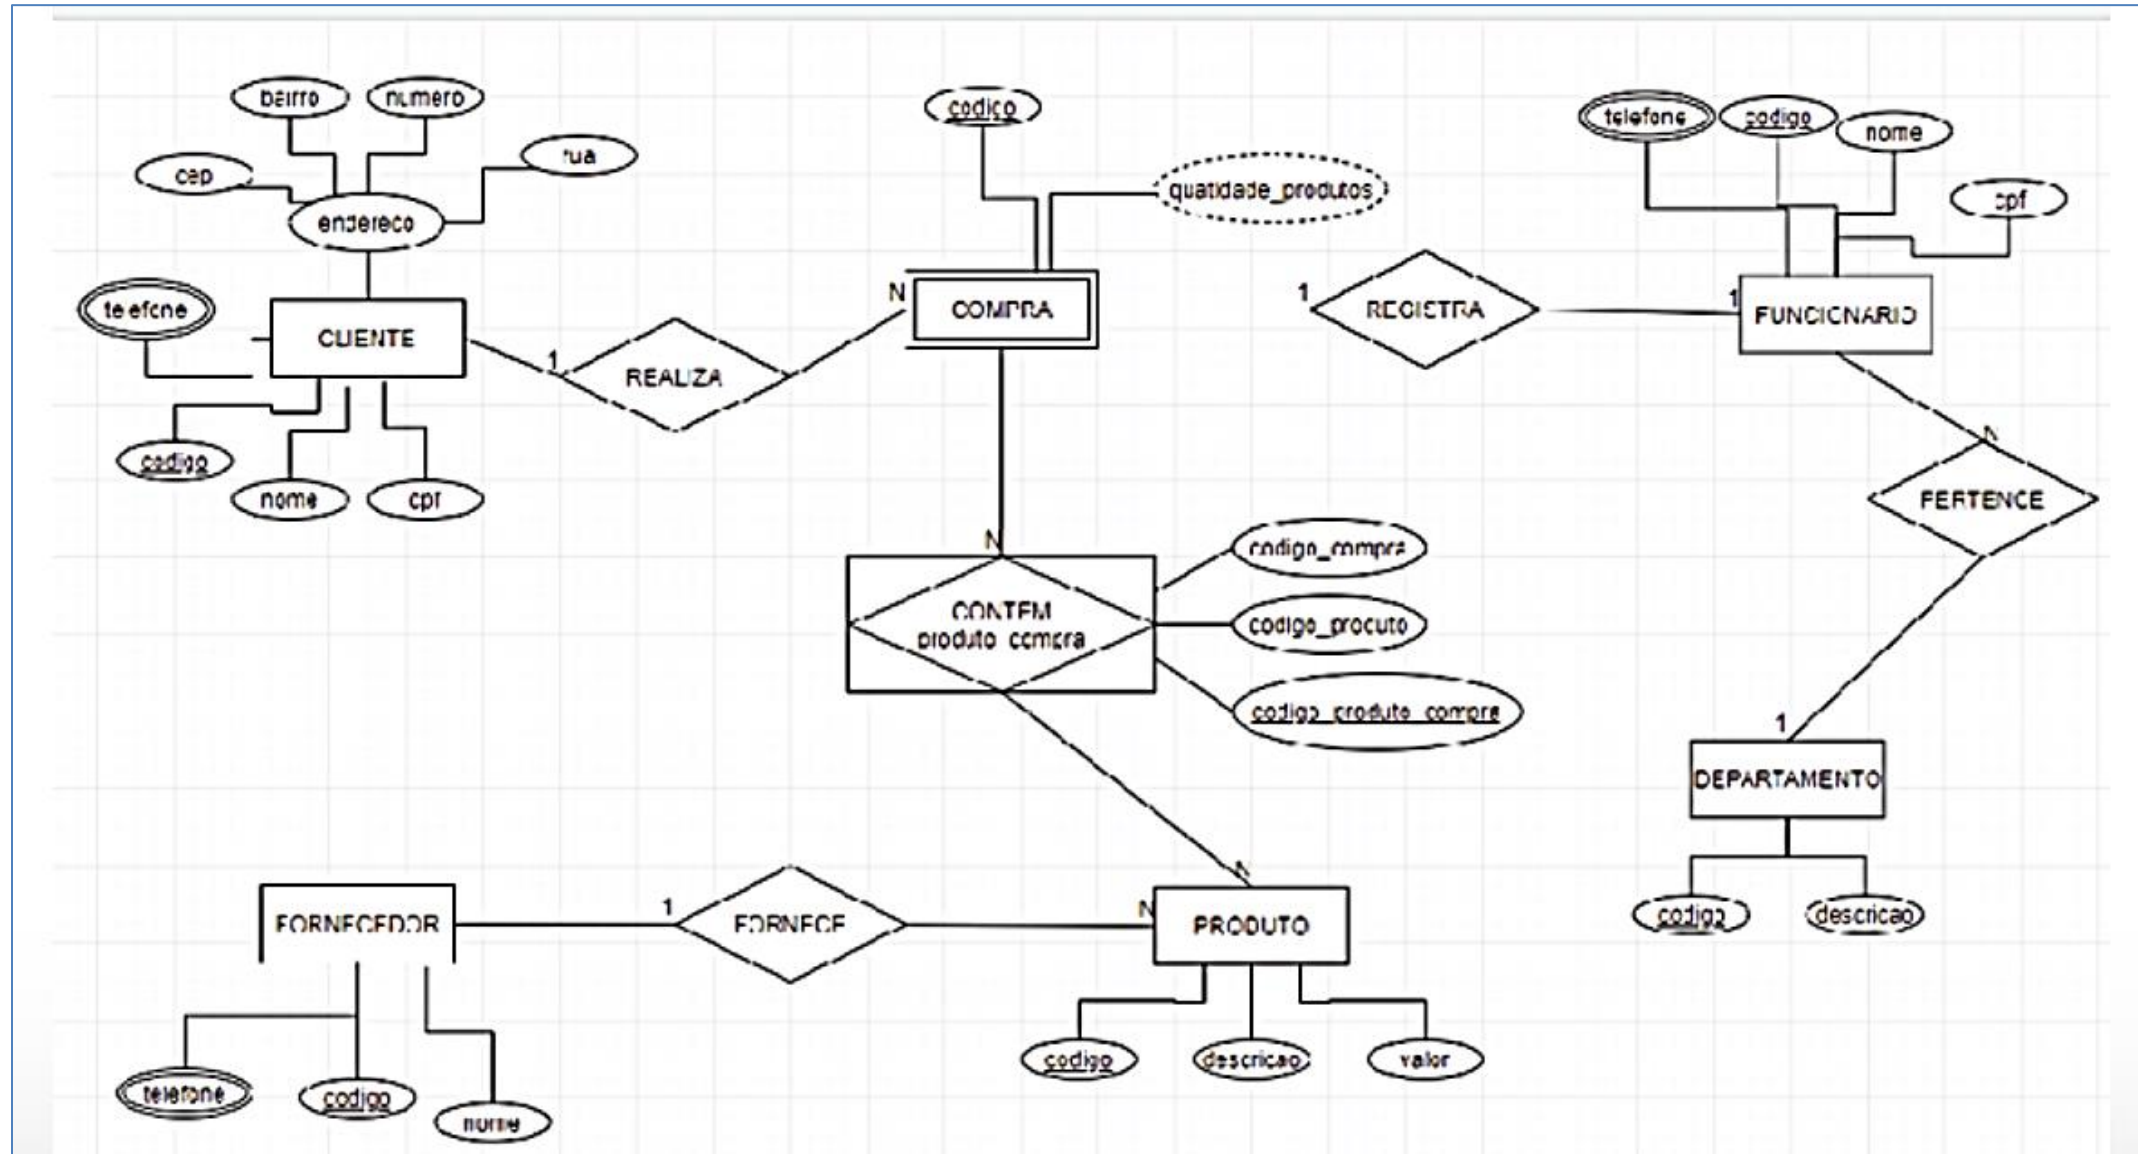 bairro
numero
codigo
telefone
codigo
nome
rua
cep
quatidade_produtos
cpf
endereco
telefone
N
COMPRA
1
REGISTRA
1
FUNCIONARIO
CLIENTE
1
REALIZA
N
codigo
nome
cpf
PERTENCE
N
codigo_compra
CONTEM
produto_compra
codigo_produto
codigo_produto_compra
1
DEPARTAMENTO
N
FORNECEDOR
1
FORNECE
N
PRODUTO
codigo
descricao
codigo
descricao
valor
telefone
codigo
nome